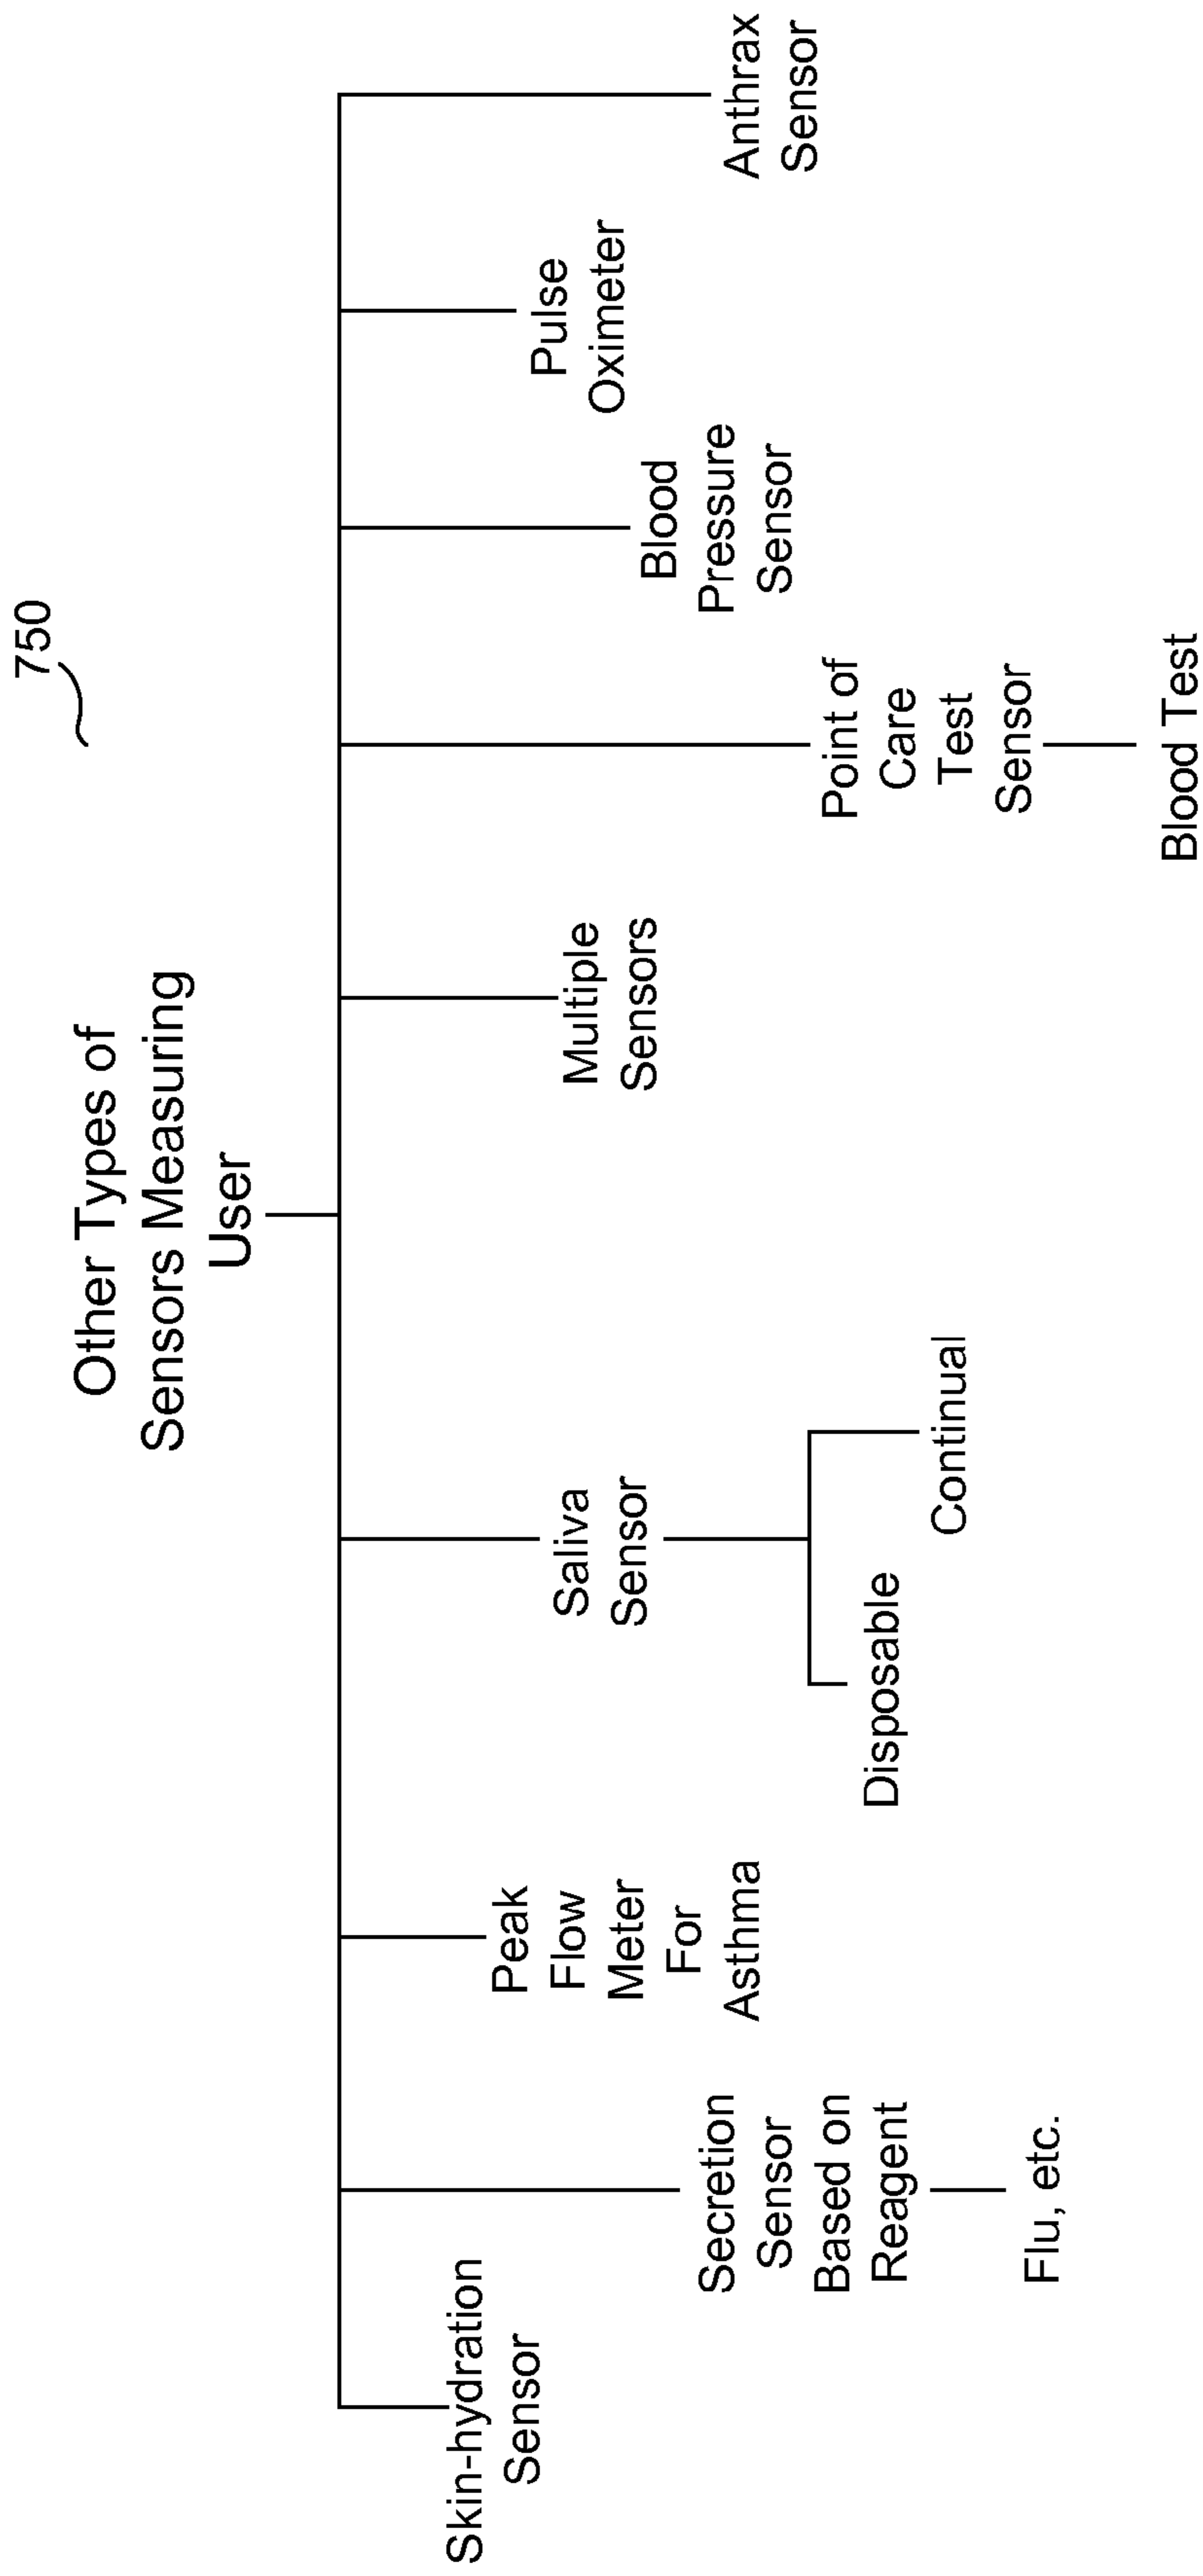 750
Other Types of
Sensors Measuring
User
Skin-hydration
Sensor
Secretion
Sensor
Based on
Reagent
Flu, etc.
Peak
Flow
Meter
For
Asthma
Saliva
Sensor
Disposable
Continual
Multiple
Sensors
Point of
Care
Test
Sensor
Blood Test
Blood
Pressure
Sensor
Pulse
Oximeter
Anthrax
Sensor